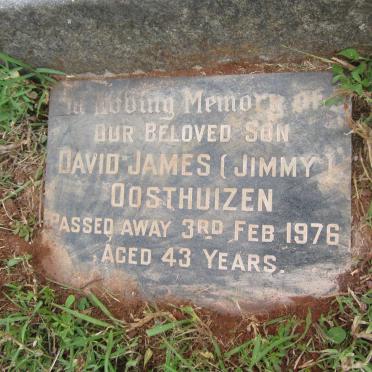 In Loving Memory of
OUR BELOVED SON
DAVID JAMES (JIMMY)
OOSTHUIZEN
PASSED AWAY 3RD FEB 1976
AGED 43 YEARS.